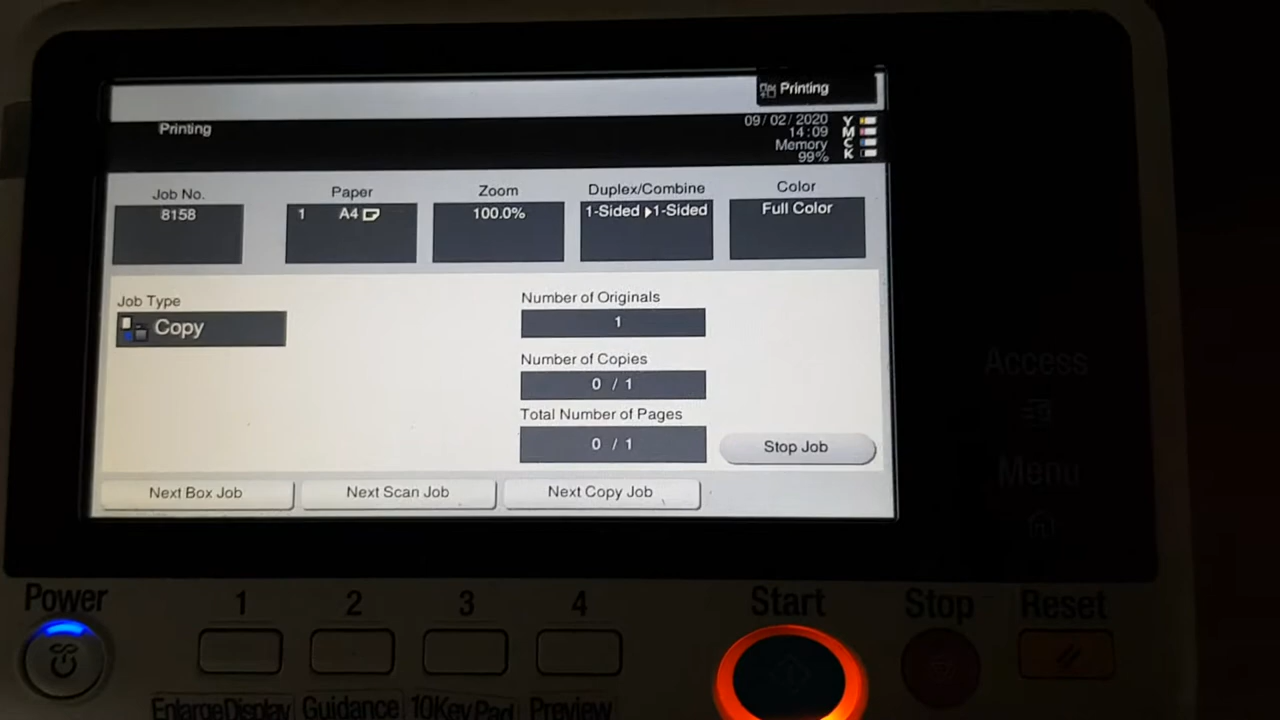 Printing
Printing
09/02/2020
14:09
Memory
99%
Y
M
C
K
Job No.
8158
Paper
1 A4
Zoom
100.0%
Duplex/Combine
1-Sided ▶1-Sided
Color
Full Color
Job Type
Copy
Number of Originals
1
Number of Copies
0 / 1
Total Number of Pages
0 / 1
Stop Job
Next Box Job
Next Scan Job
Next Copy Job
Access
Menu
Power
1
2
3
4
Start
Stop
Reset
Enlarge Display
Guidance
10Key Pad
Preview